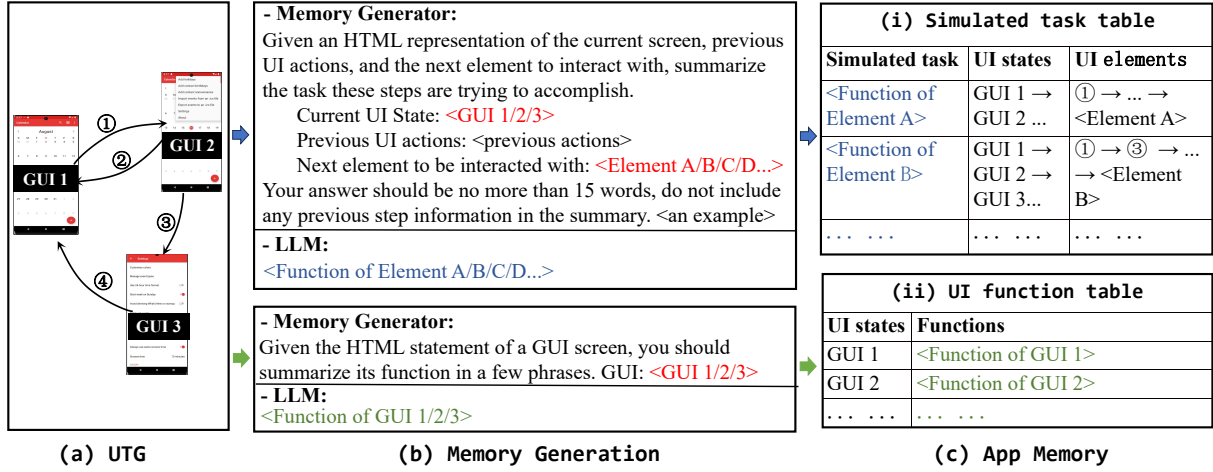 ①
②
③
④
GUI 1
GUI 2
GUI 3
August
Settings
(a) UTG
- Memory Generator:
Given an HTML representation of the current screen, previous
UI actions, and the next element to interact with, summarize
the task these steps are trying to accomplish.
Current UI State: <GUI 1/2/3>
Previous UI actions: <previous actions>
Next element to be interacted with: <Element A/B/C/D...>
Your answer should be no more than 15 words, do not include
any previous step information in the summary. <an example>
- LLM:
<Function of Element A/B/C/D...>
- Memory Generator:
Given the HTML statement of a GUI screen, you should
summarize its function in a few phrases. GUI: <GUI 1/2/3>
- LLM:
<Function of GUI 1/2/3>
(b) Memory Generation
(i) Simulated task table
Simulated task UI states UI elements
<Function of Element A> GUI 1 → GUI 2 ... ① → ... → <Element A>
<Function of Element B> GUI 1 → GUI 2 → GUI 3... ① → ③ → ... → <Element B>
... ... ... ... ... ...
(ii) UI function table
UI states Functions
GUI 1 <Function of GUI 1>
GUI 2 <Function of GUI 2>
... ... ... ...
(c) App Memory